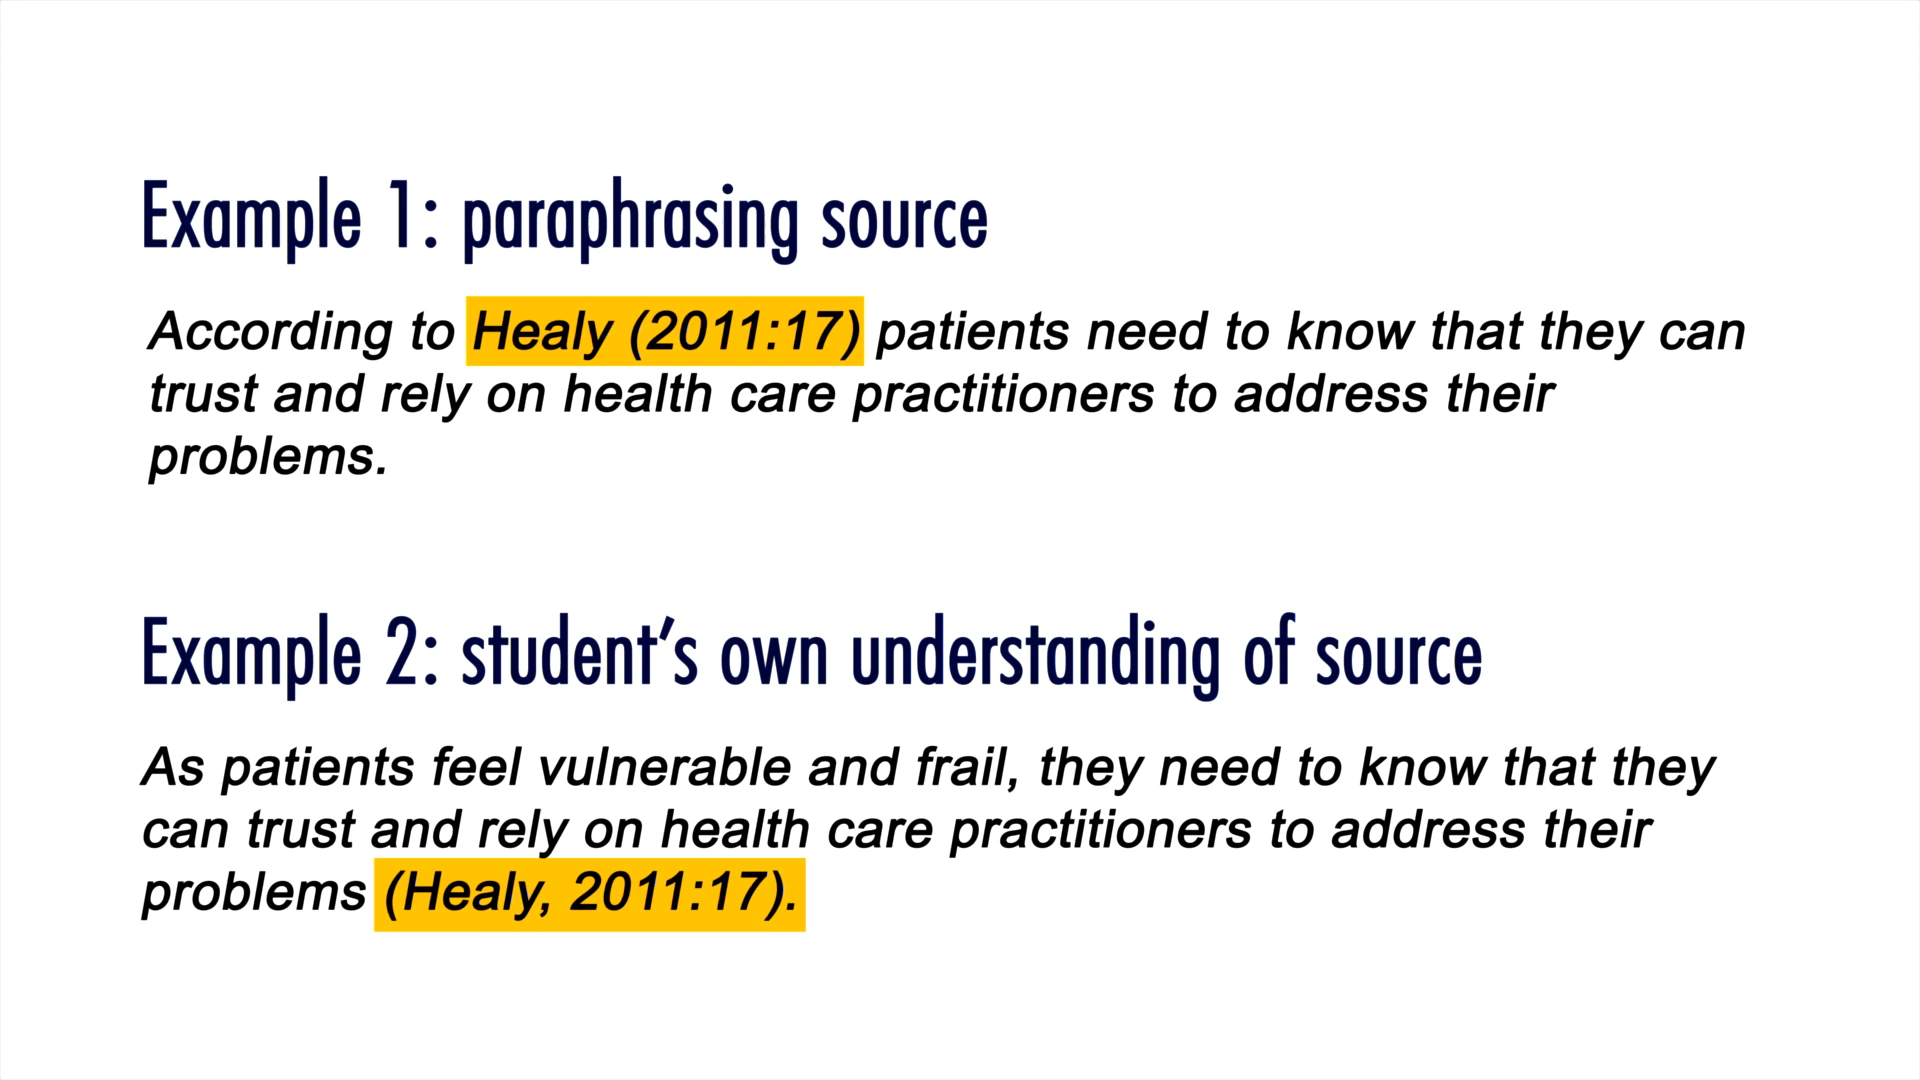 Example 1: paraphrasing source
According to Healy (2011:17) patients need to know that they can
trust and rely on health care practitioners to address their
problems.
Example 2: student’s own understanding of source
As patients feel vulnerable and frail, they need to know that they
can trust and rely on health care practitioners to address their
problems (Healy, 2011:17).